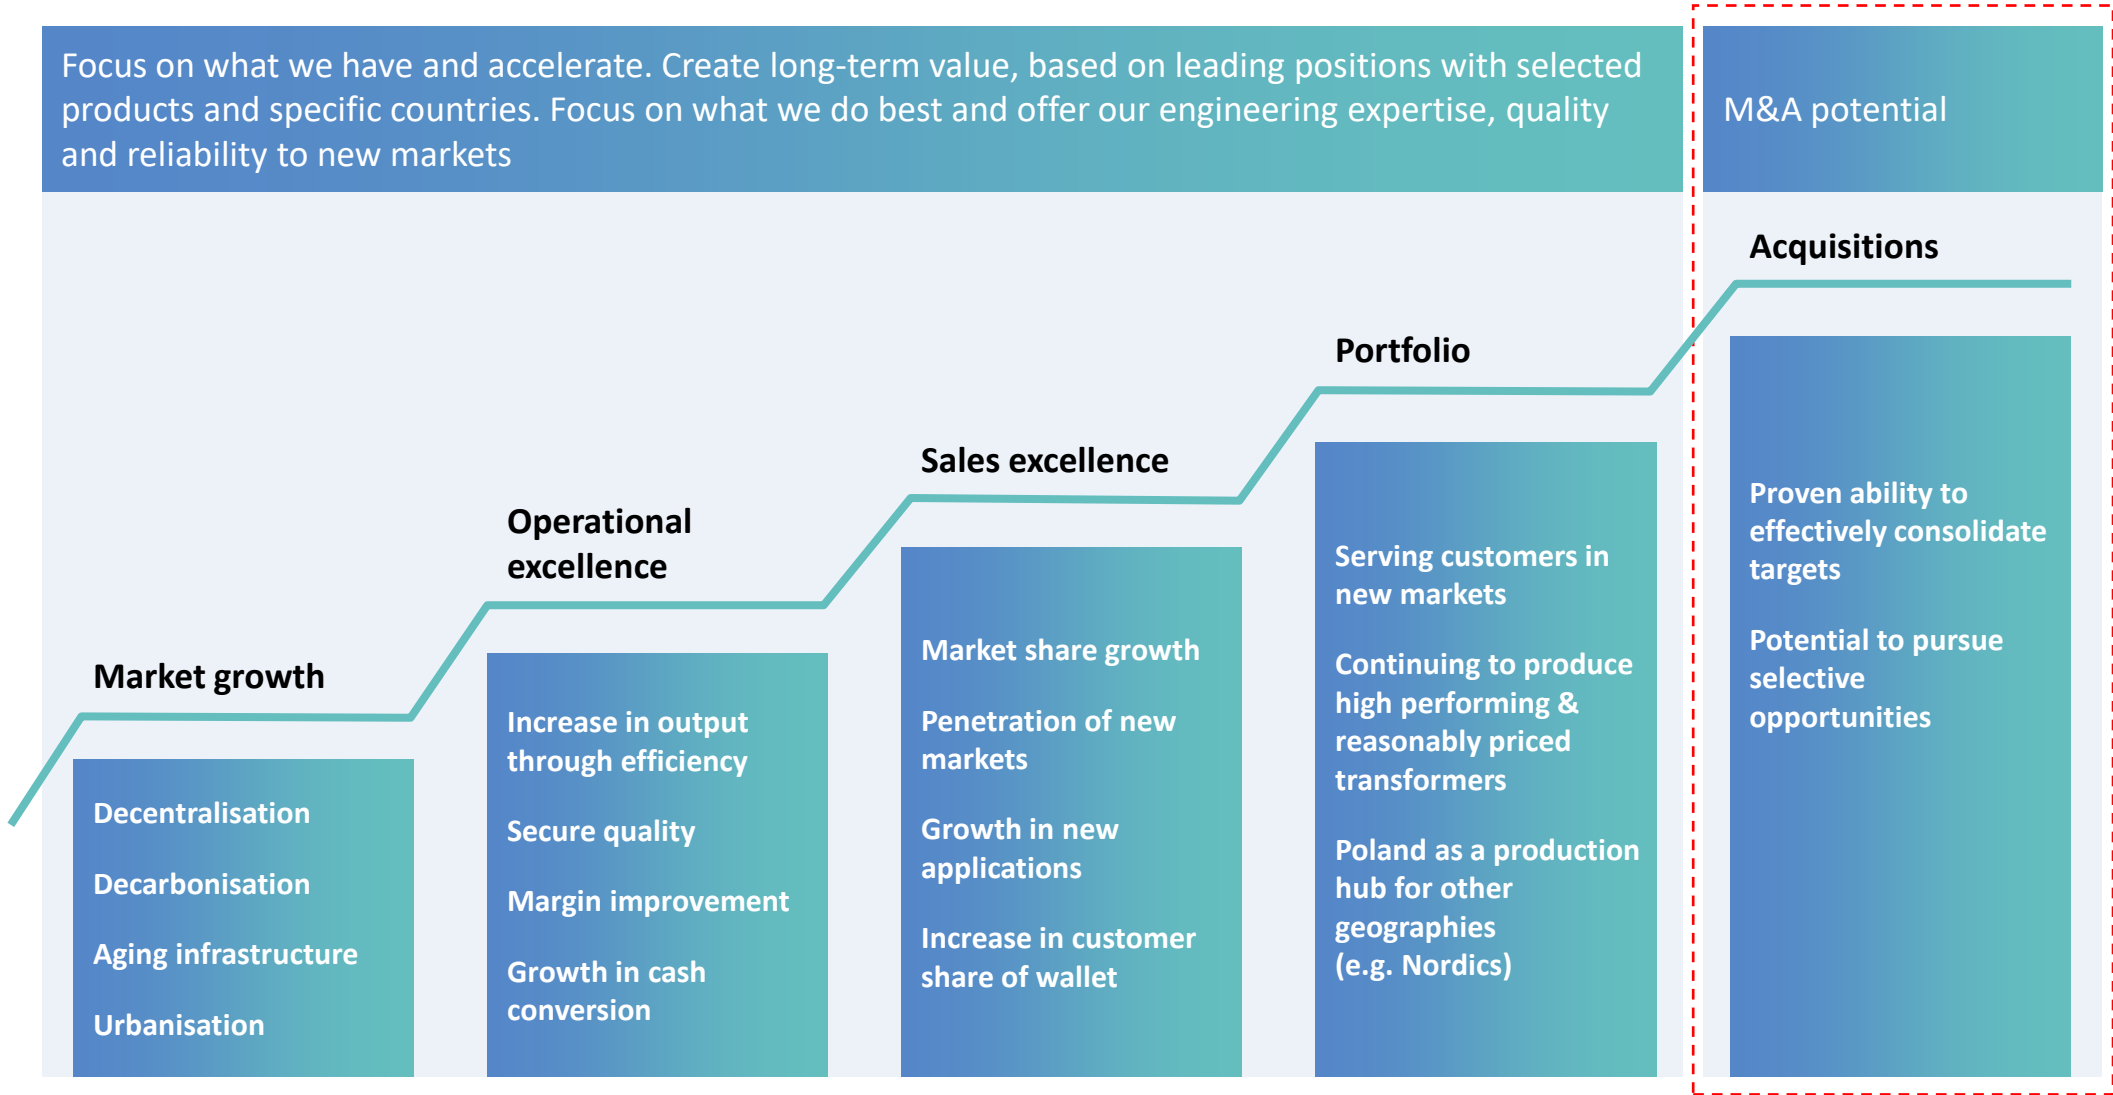 Focus on what we have and accelerate. Create long-term value, based on leading positions with selected
products and specific countries. Focus on what we do best and offer our engineering expertise, quality
and reliability to new markets
M&A potential
Market growth
Decentralisation
Decarbonisation
Aging infrastructure
Urbanisation
Operational
excellence
Increase in output
through efficiency
Secure quality
Margin improvement
Growth in cash
conversion
Sales excellence
Market share growth
Penetration of new
markets
Growth in new
applications
Increase in customer
share of wallet
Portfolio
Serving customers in
new markets
Continuing to produce
high performing &
reasonably priced
transformers
Poland as a production
hub for other
geographies
(e.g. Nordics)
Acquisitions
Proven ability to
effectively consolidate
targets
Potential to pursue
selective
opportunities